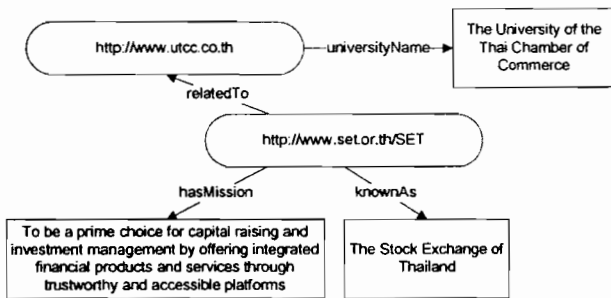 http://www.utcc.co.th
universityName
The University of the
Thai Chamber of
Commerce
relatedTo
http://www.set.or.th/SET
hasMission
knownAs
To be a prime choice for capital raising and
investment management by offering integrated
financial products and services through
trustworthy and accessible platforms
The Stock Exchange of
Thailand